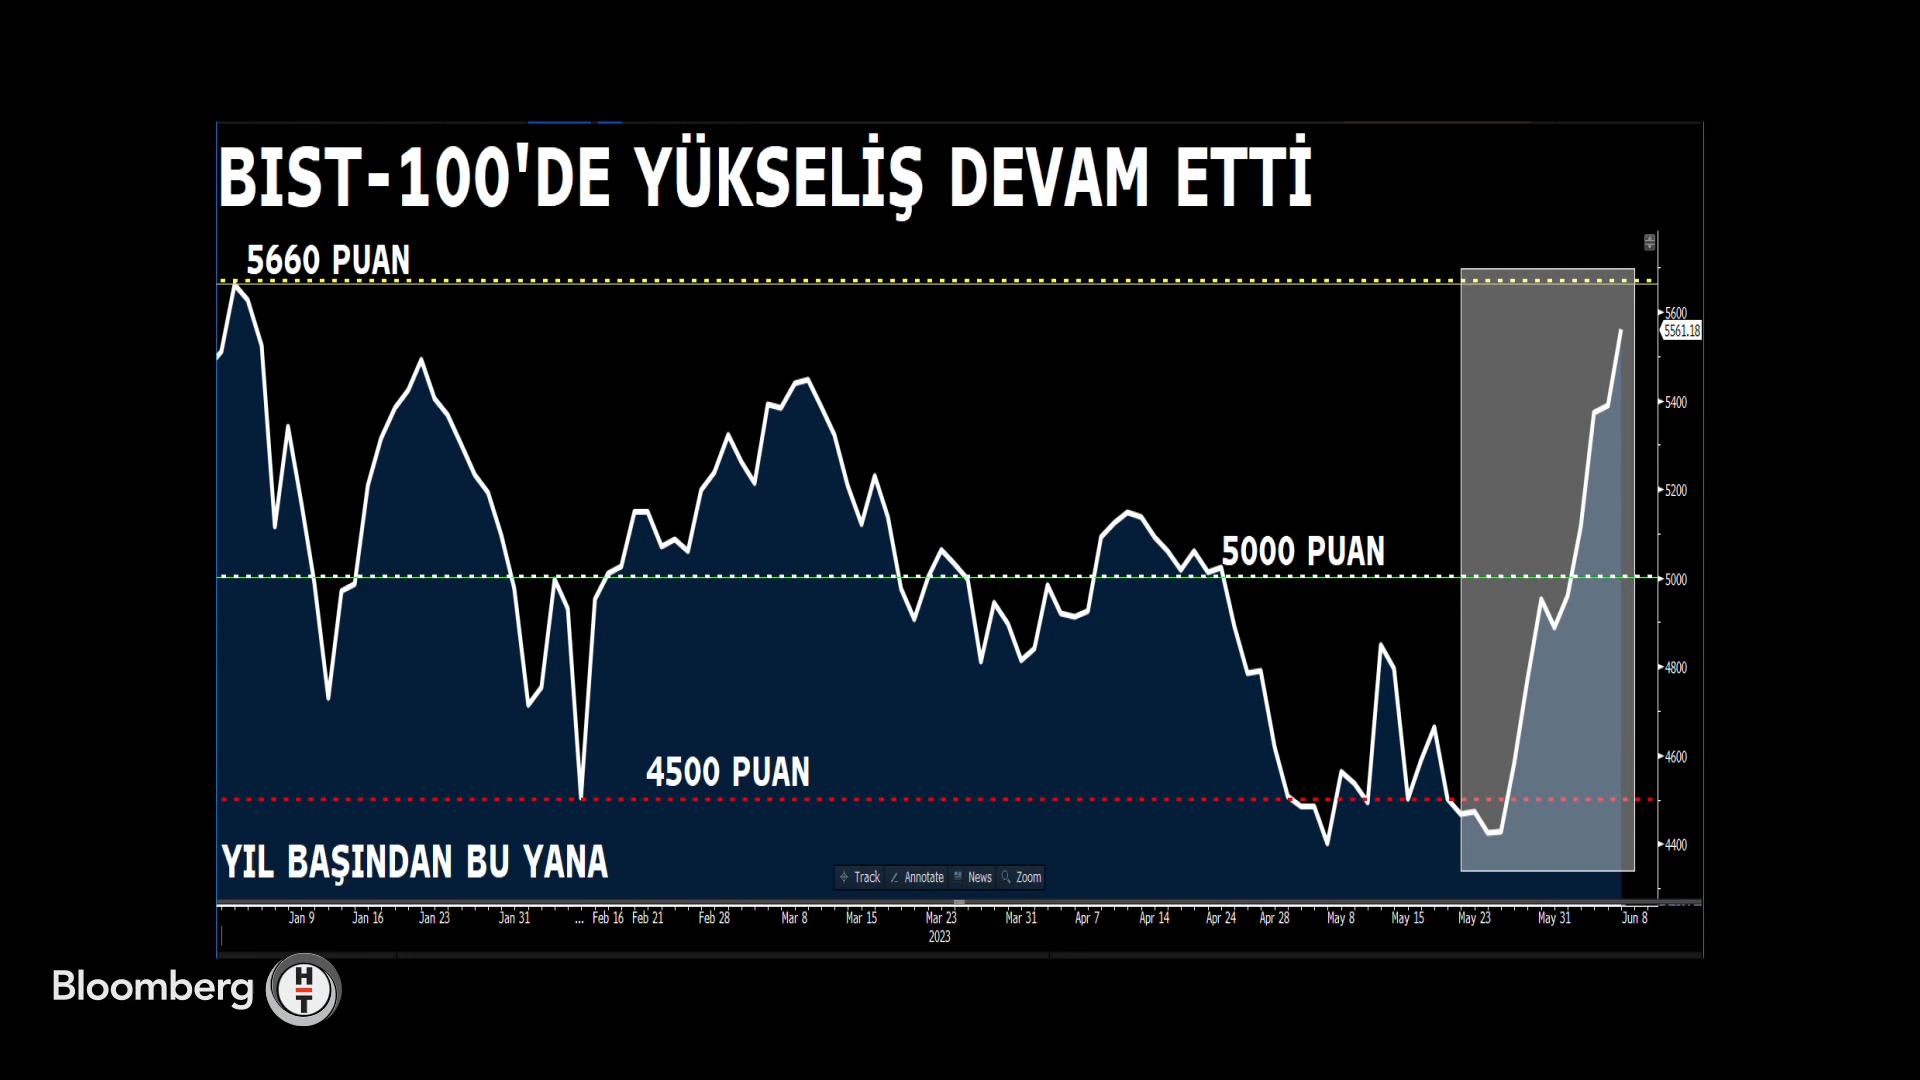 BIST-100'DE YÜKSELİŞ DEVAM ETTİ
5660 PUAN
5600
5561.18
5400
5200
5000 PUAN
5000
4800
4500 PUAN
4600
4400
YIL BAŞINDAN BU YANA
Track Annotate News Zoom
Jan 9 Jan 16 Jan 23 Jan 31 ... Feb 16 Feb 21 Feb 28 Mar 8 Mar 15 Mar 23 Mar 31 Apr 7 Apr 14 Apr 24 Apr 28 May 8 May 15 May 23 May 31 Jun 8
2023
Bloomberg HT